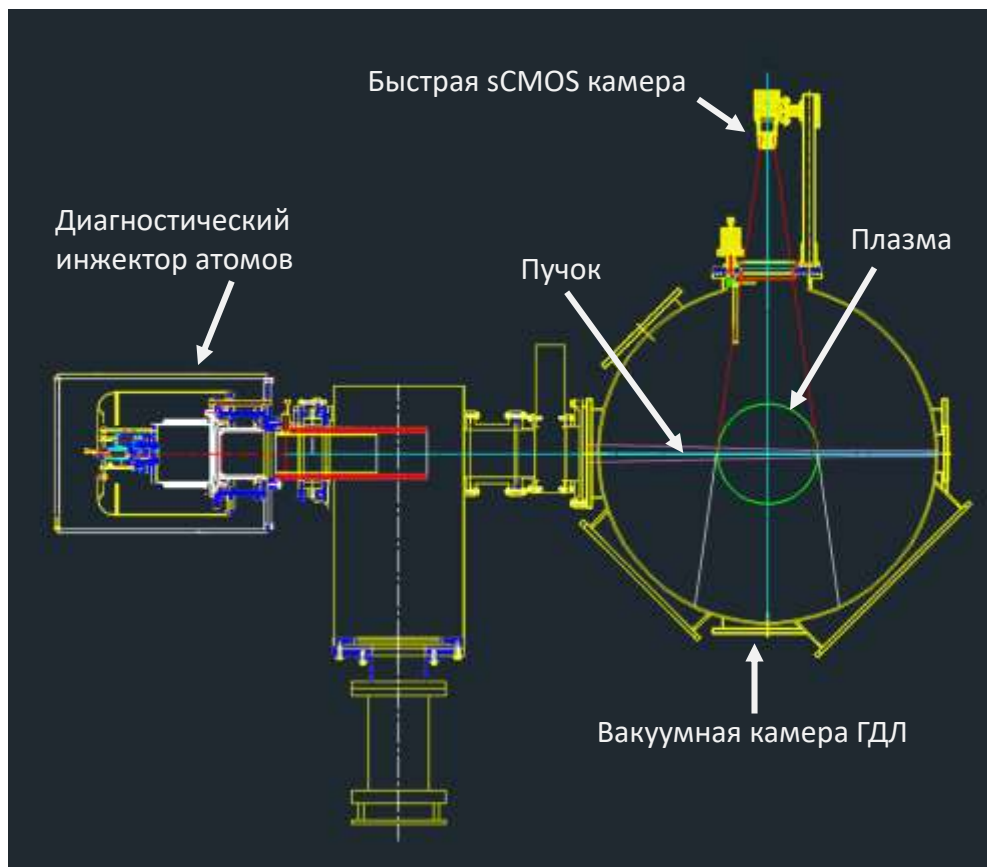 Быстрая sCMOS камера
Диагностический
инжектор атомов
Плазма
Пучок
Вакуумная камера ГДЛ